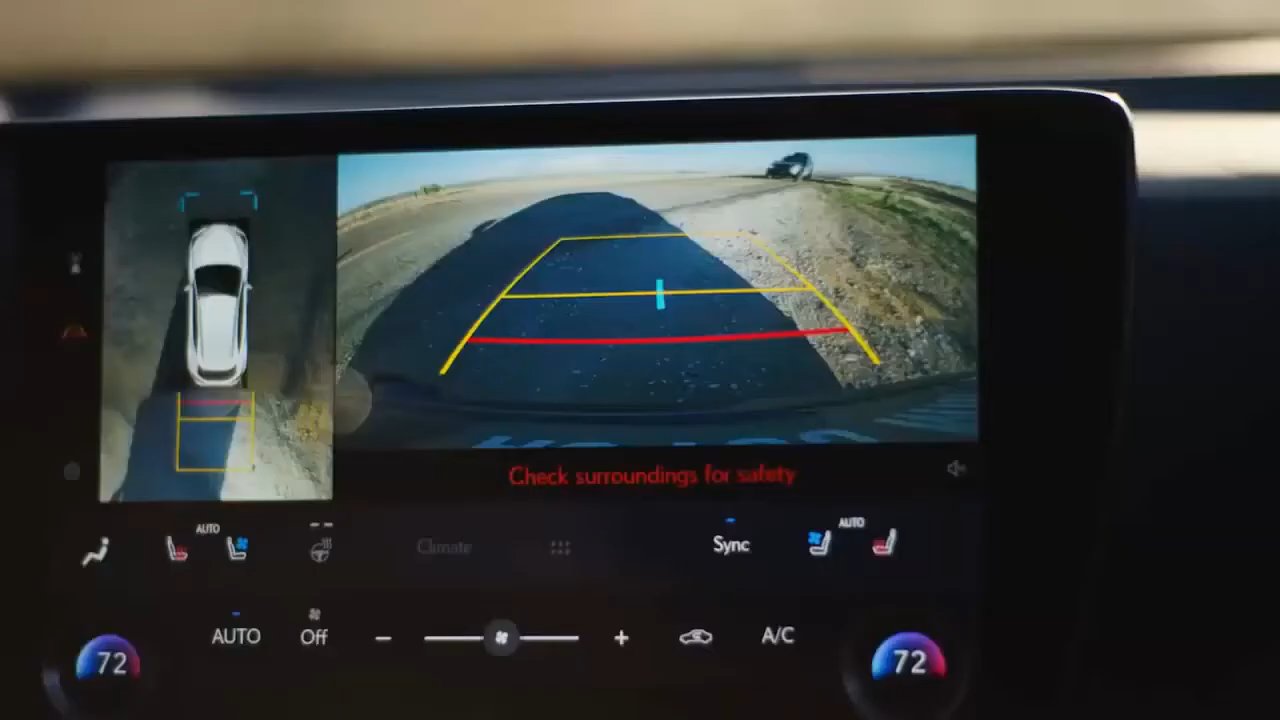 Check surroundings for safety
AUTO
AUTO
Climate
Sync
AUTO
Off
−
+
A/C
72
72